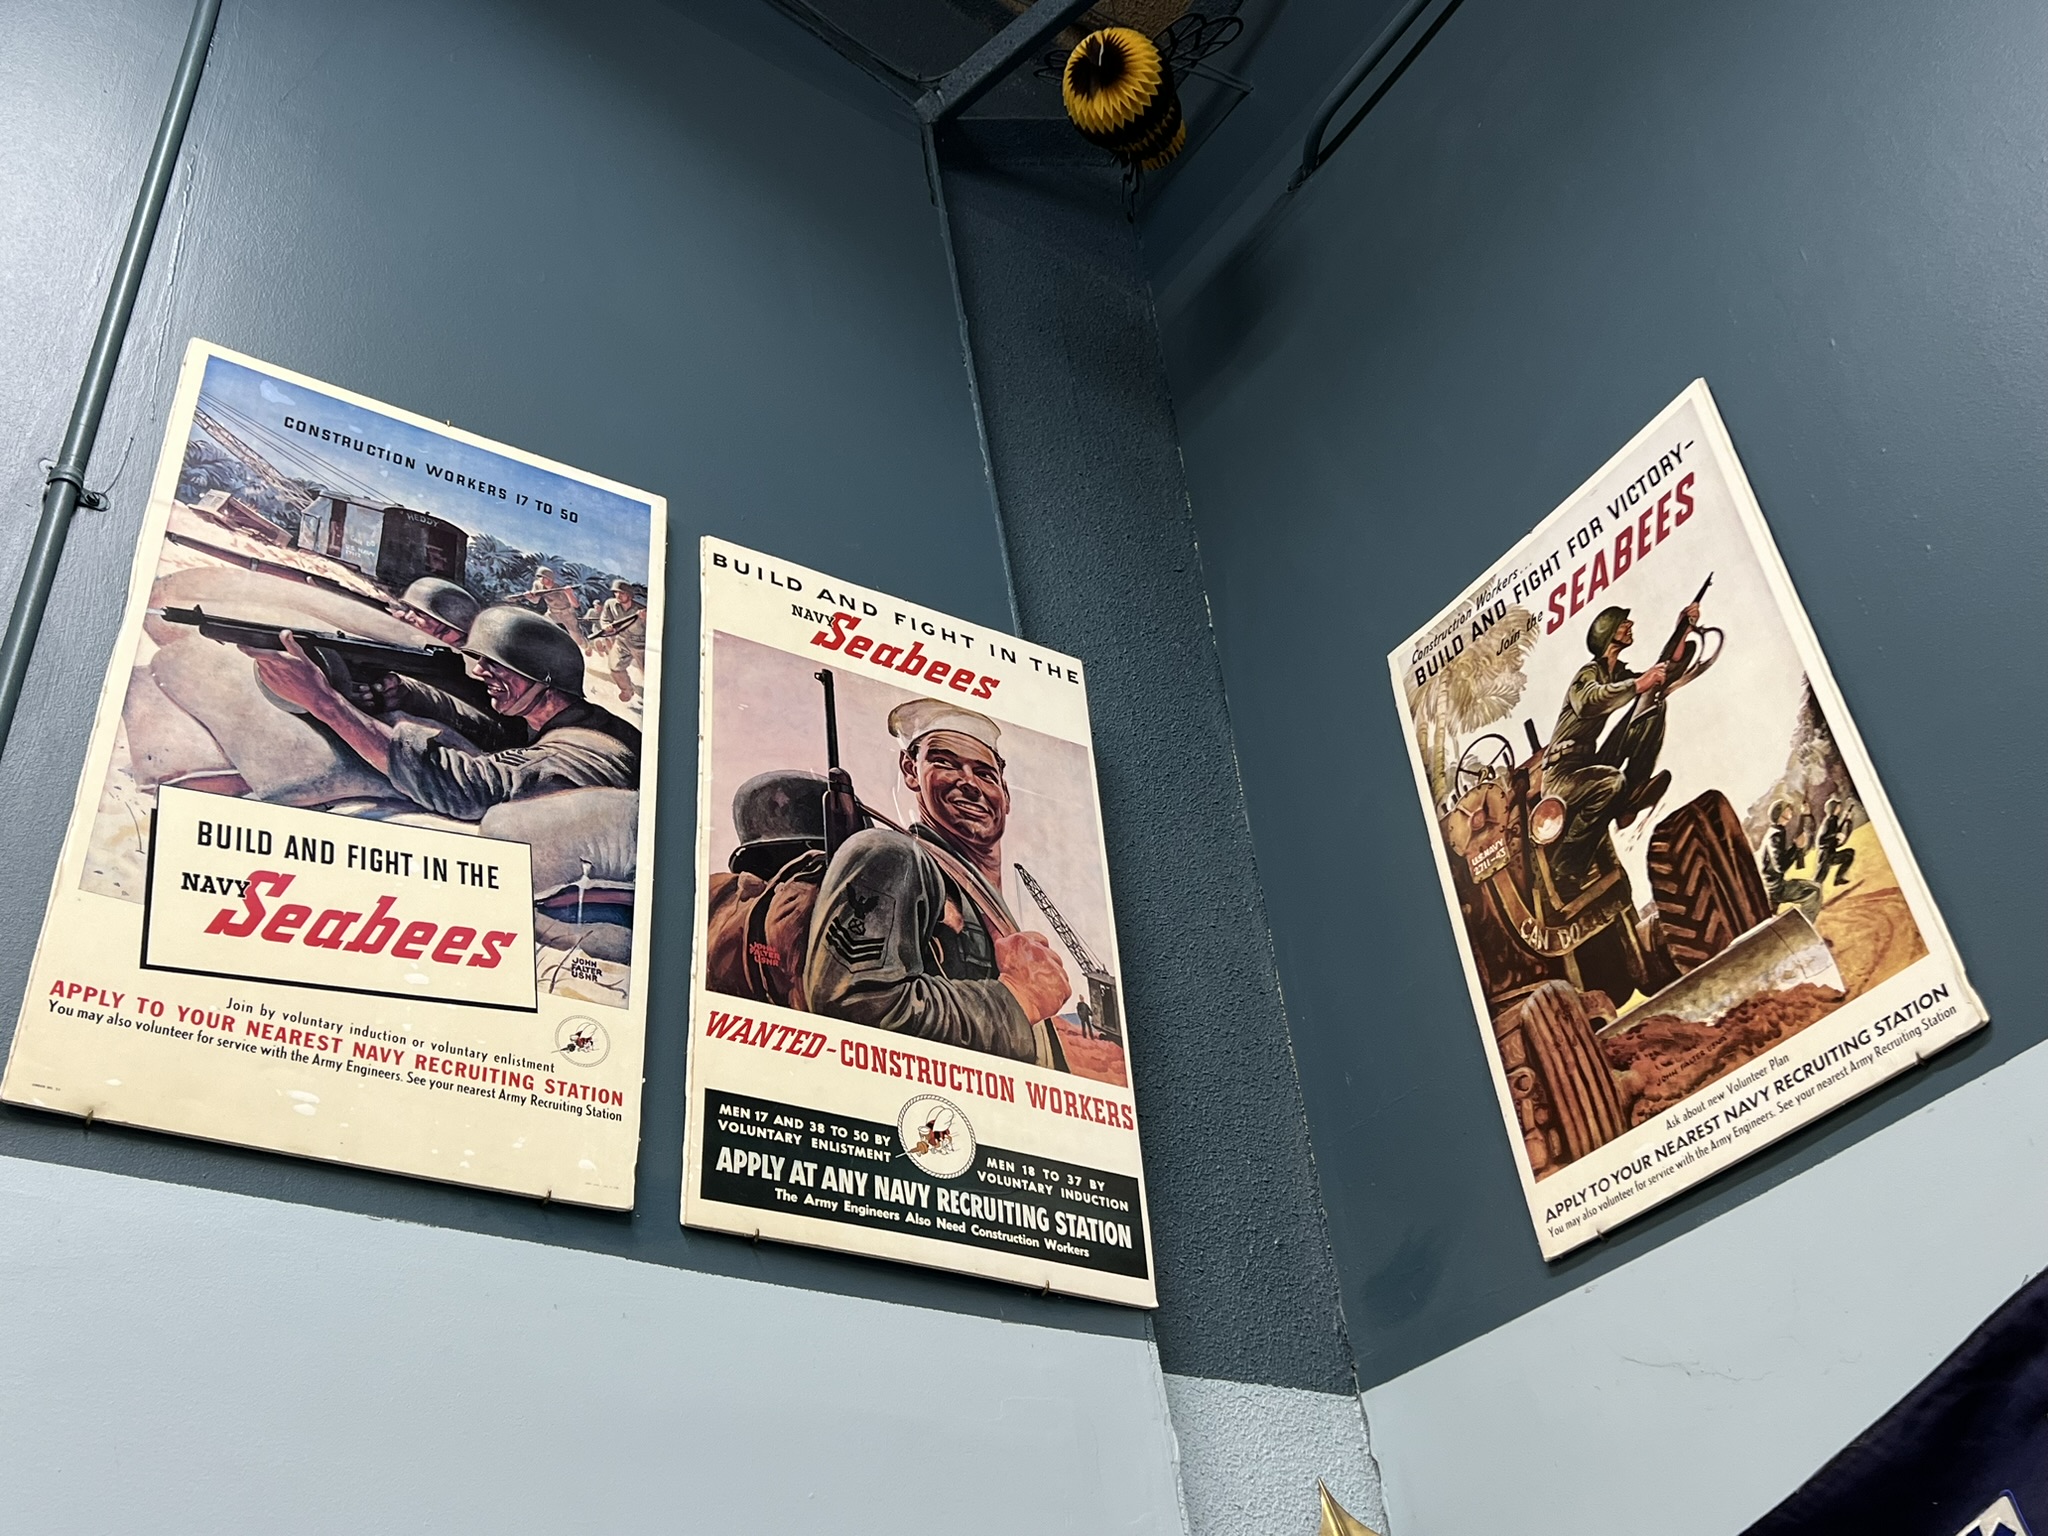 CONSTRUCTION WORKERS 17 TO 50
HEDDY
BUILD AND FIGHT IN THE
NAVY Seabees
JOHN
FALTER
USNR
Join by voluntary induction or voluntary enlistment
APPLY TO YOUR NEAREST NAVY RECRUITING STATION
You may also volunteer for service with the Army Engineers. See your nearest Army Recruiting Station
BUILD AND FIGHT IN THE
NAVY Seabees
JOHN
FALTER
USNR
WANTED-CONSTRUCTION WORKERS
MEN 17 AND 38 TO 50 BY
VOLUNTARY ENLISTMENT
MEN 18 TO 37 BY
VOLUNTARY INDUCTION
APPLY AT ANY NAVY RECRUITING STATION
The Army Engineers Also Need Construction Workers
Construction Workers...
BUILD AND FIGHT FOR VICTORY-
Join the SEABEES
U.S. NAVY
CAN DO
JOHN FALTER USNR
Ask about new Volunteer Plan
APPLY TO YOUR NEAREST NAVY RECRUITING STATION
You may also volunteer for service with the Army Engineers. See your nearest Army Recruiting Station